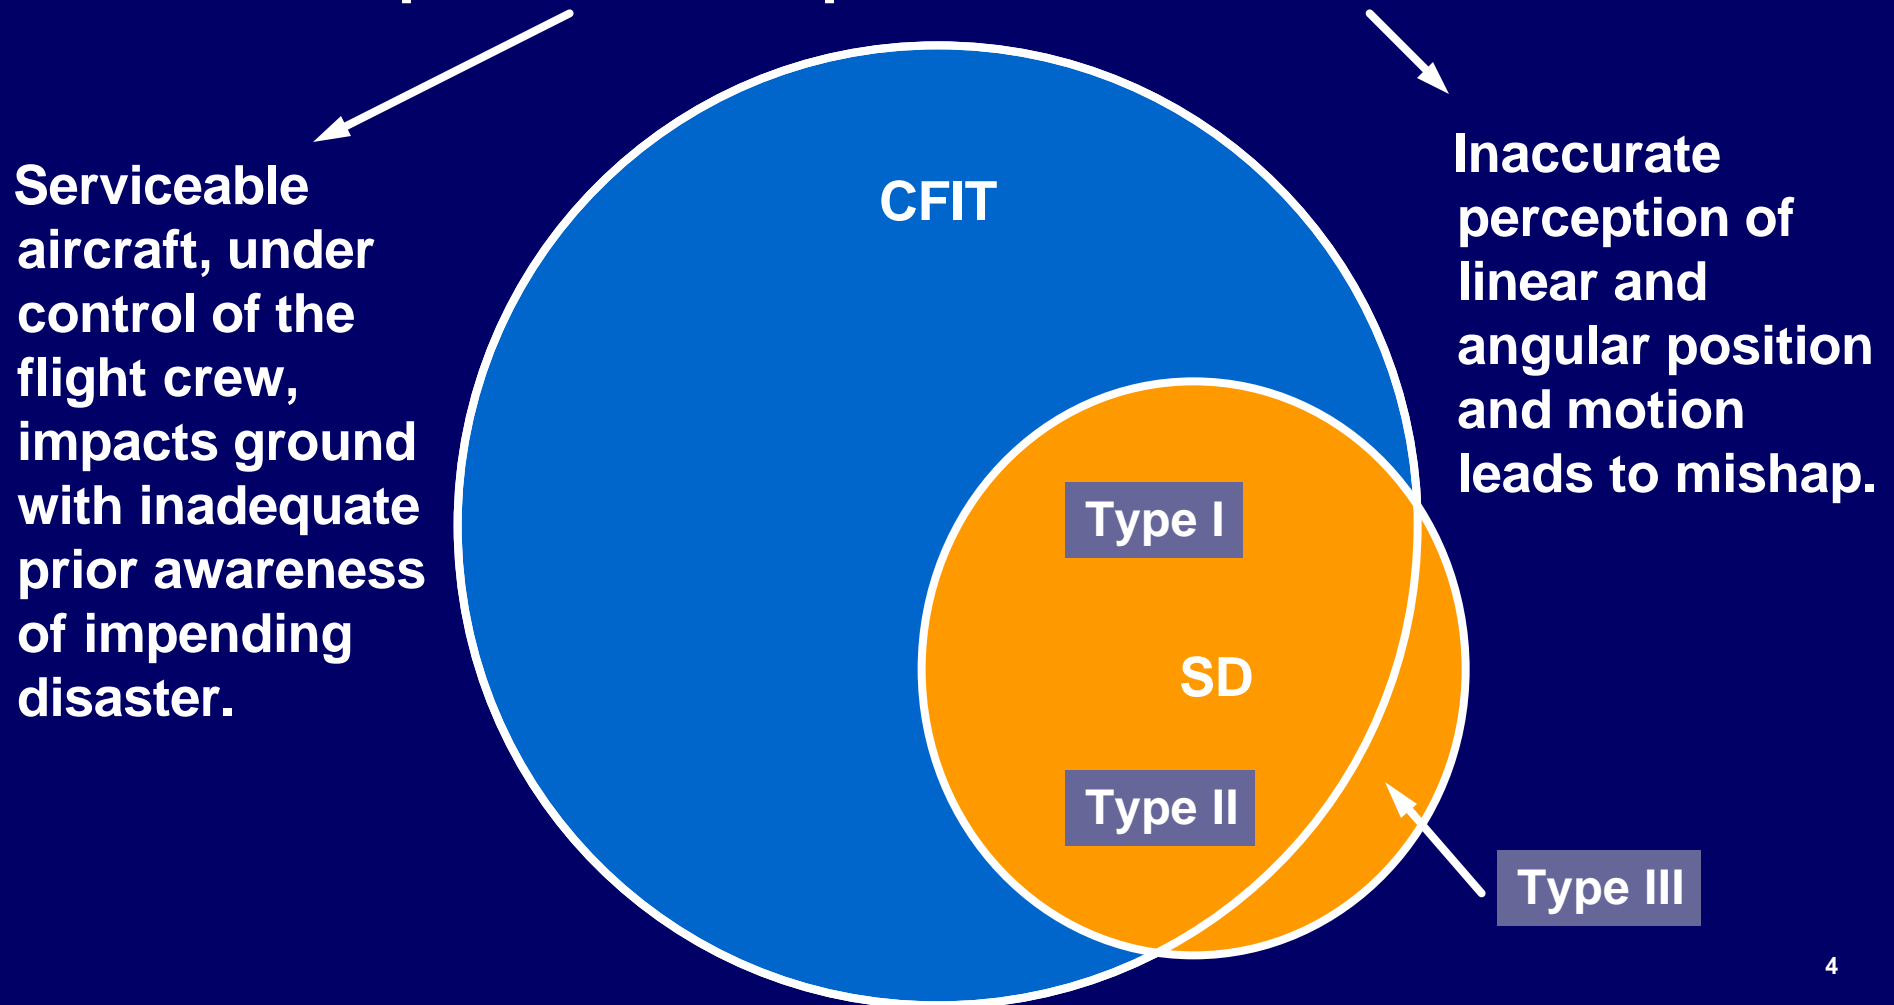 Serviceable
aircraft, under
control of the
flight crew,
impacts ground
with inadequate
prior awareness
of impending
disaster.
CFIT
Inaccurate
perception of
linear and
angular position
and motion
leads to mishap.
Type I
SD
Type II
Type III
4